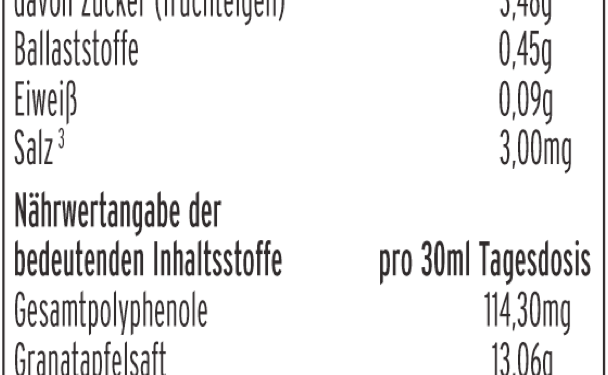 davon Zucker (fruchteigen) 3,48g
Ballaststoffe 0,45g
Eiweiß 0,09g
Salz ³ 3,00mg
Nährwertangabe der
bedeutenden Inhaltsstoffe pro 30ml Tagesdosis
Gesamtpolyphenole 114,30mg
Granatapfelsaft 13,06g